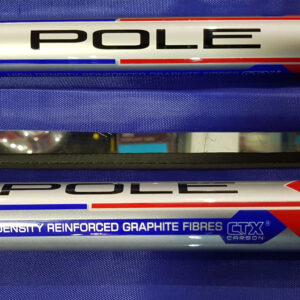 POLE
POLE
DENSITY REINFORCED GRAPHITE FIBRES CTX®
CARBON